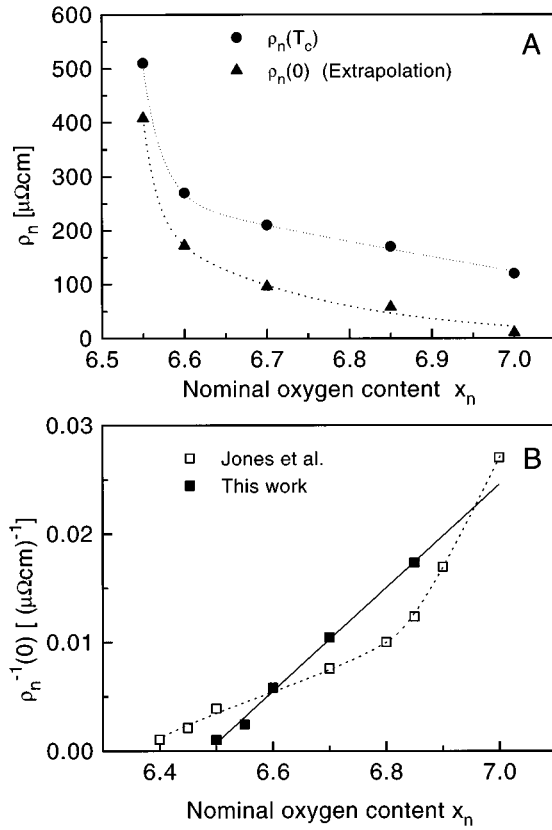 600
500
400
300
200
100
0
ρn [μΩcm]
ρn(Tc)
ρn(0) (Extrapolation)
A
6.5 6.6 6.7 6.8 6.9 7.0
Nominal oxygen content xn
0.03
0.02
0.01
0.00
ρn-1(0) [ (μΩcm)-1]
Jones et al.
This work
B
6.4 6.6 6.8 7.0
Nominal oxygen content xn